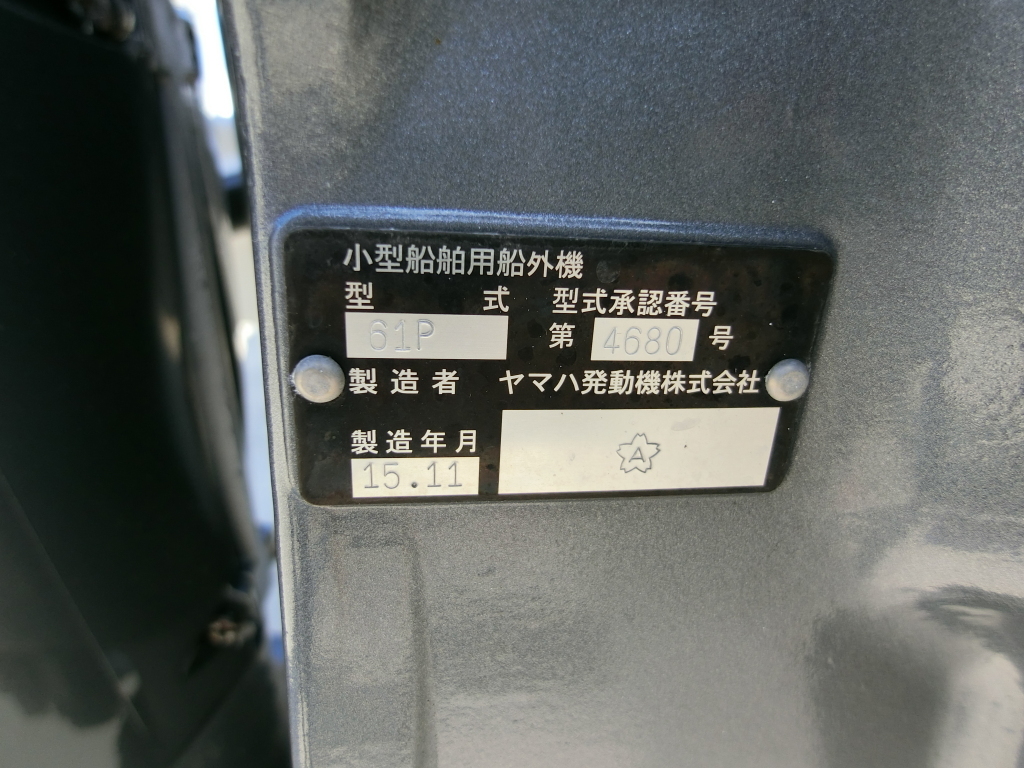 小型船舶用船外機
型式 型式承認番号
61P 第 4680 号
製造者 ヤマハ発動機株式会社
製造年月
15.11 A